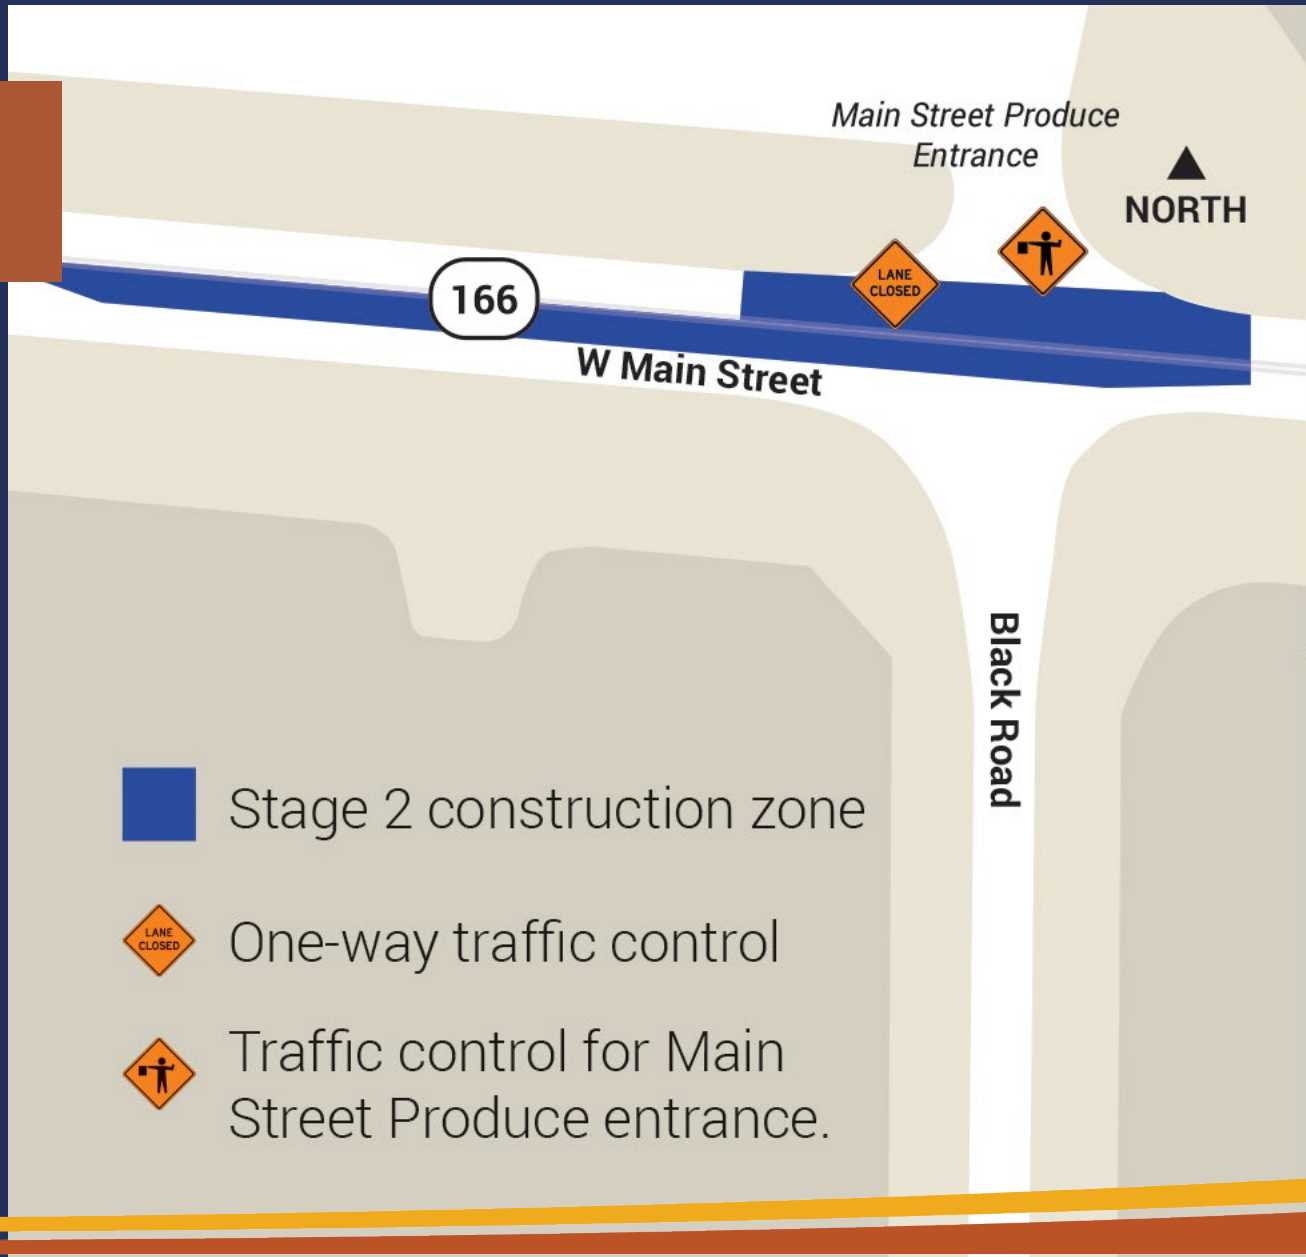 Main Street Produce
Entrance
NORTH
LANE
CLOSED
166
W Main Street
Black Road
Stage 2 construction zone
LANE
CLOSED
One-way traffic control
Traffic control for Main
Street Produce entrance.